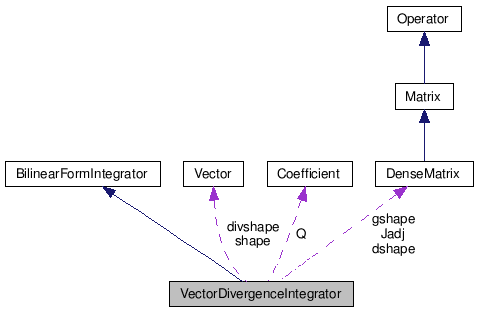 Operator
Matrix
BilinearFormIntegrator
Vector
Coefficient
DenseMatrix
divshape
shape
Q
gshape
Jadj
dshape
VectorDivergenceIntegrator